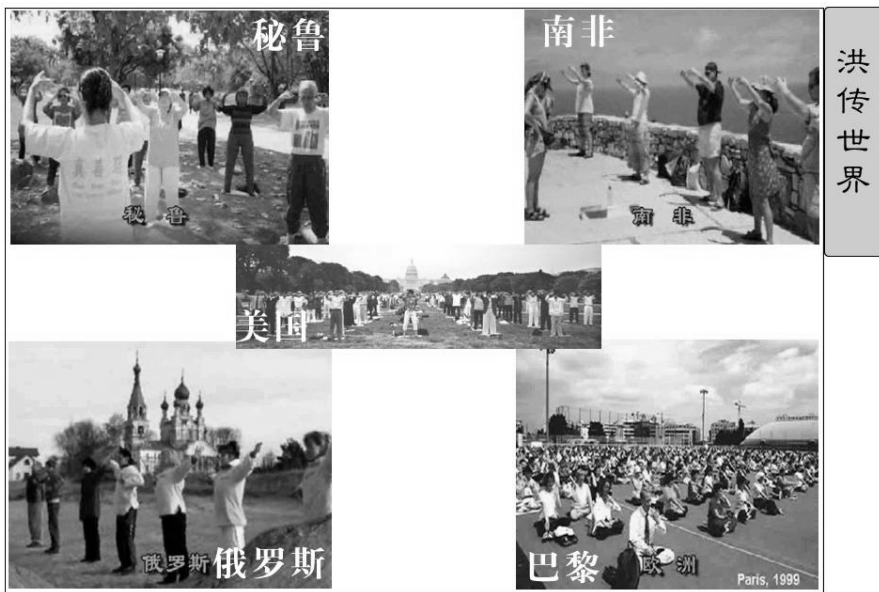 秘鲁
秘 鲁
南非
南 非
洪传世界
美国
俄罗斯
俄罗斯
巴黎
欧 洲
Paris, 1999